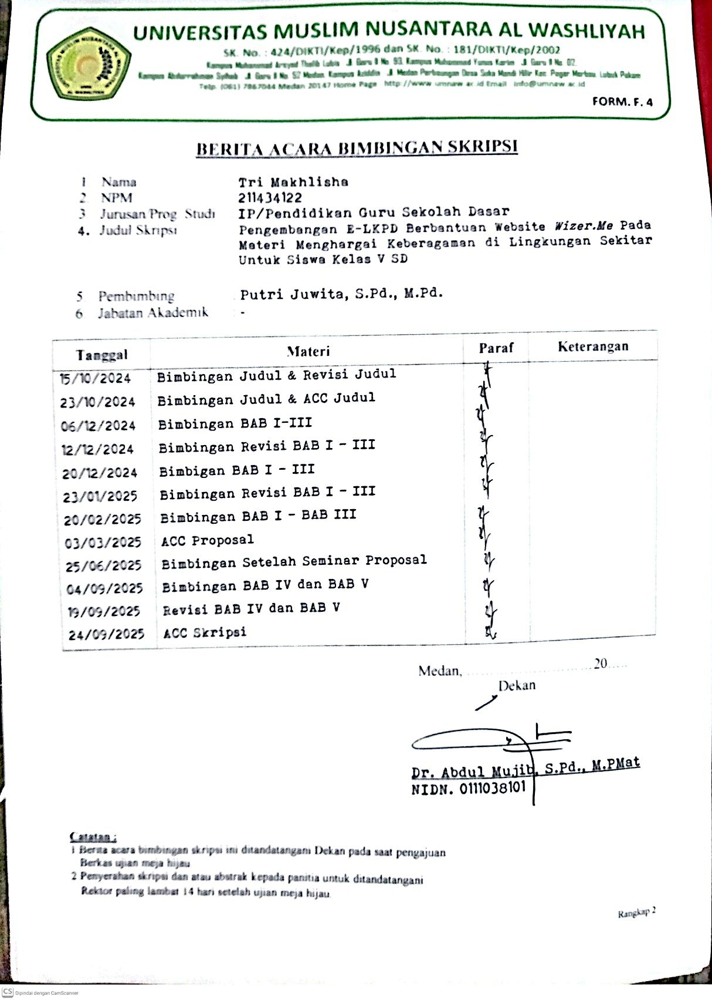 UNIVERSITAS MUSLIM NUSANTARA AL WASHLIYAH
SK. No. : 424/DIKTI/Kep/1996 dan SK. No. : 181/DIKTI/Kep/2002
Kampus Muhammad Arsyad Thalib Lubis Jl Garu II No. 93, Kampus Muhammad Yunus Karim Jl Garu II No. 02,
Kampus Abdurrahman Syihab Jl Garu II No. 52 Medan, Kampus Aziddin Jl Medan Perbaungan Desa Suka Mandi Hilir Kec. Pagar Merbau, Lubuk Pakam
Telp. (061) 7867044 Medan 20147 Home Page http://www umnaw ac.id Email info@umnaw ac.id
FORM. F. 4
BERITA ACARA BIMBINGAN SKRIPSI
1 Nama Tri Makhlisha
2 NPM 211434122
3 Jurusan/Prog Studi IP/Pendidikan Guru Sekolah Dasar
4. Judul Skripsi Pengembangan E-LKPD Berbantuan Website Wizer.Me Pada
Materi Menghargai Keberagaman di Lingkungan Sekitar
Untuk Siswa Kelas V SD
5 Pembimbing Putri Juwita, S.Pd., M.Pd.
6 Jabatan Akademik : -
Tanggal Materi Paraf Keterangan
15/10/2024 Bimbingan Judul & Revisi Judul
23/10/2024 Bimbingan Judul & ACC Judul
06/12/2024 Bimbingan BAB I-III
12/12/2024 Bimbingan Revisi BAB I - III
20/12/2024 Bimbigan BAB I - III
23/01/2025 Bimbingan Revisi BAB I - III
20/02/2025 Bimbingan BAB I - BAB III
03/03/2025 ACC Proposal
25/06/2025 Bimbingan Setelah Seminar Proposal
04/09/2025 Bimbingan BAB IV dan BAB V
19/09/2025 Revisi BAB IV dan BAB V
24/09/2025 ACC Skripsi
Medan, ..............................20.....
Dekan
Dr. Abdul Mujib, S.Pd., M.PMat
NIDN. 0111038101
Catatan :
1 Berita acara bimbingan skripsi ini ditandatangani Dekan pada saat pengajuan
Berkas ujian meja hijau
2 Penyerahan skripsi dan atau abstrak kepada panitia untuk ditandatangani
Rektor paling lambat 14 hari setelah ujian meja hijau.
Rangkap 2
CS Dipindai dengan CamScanner